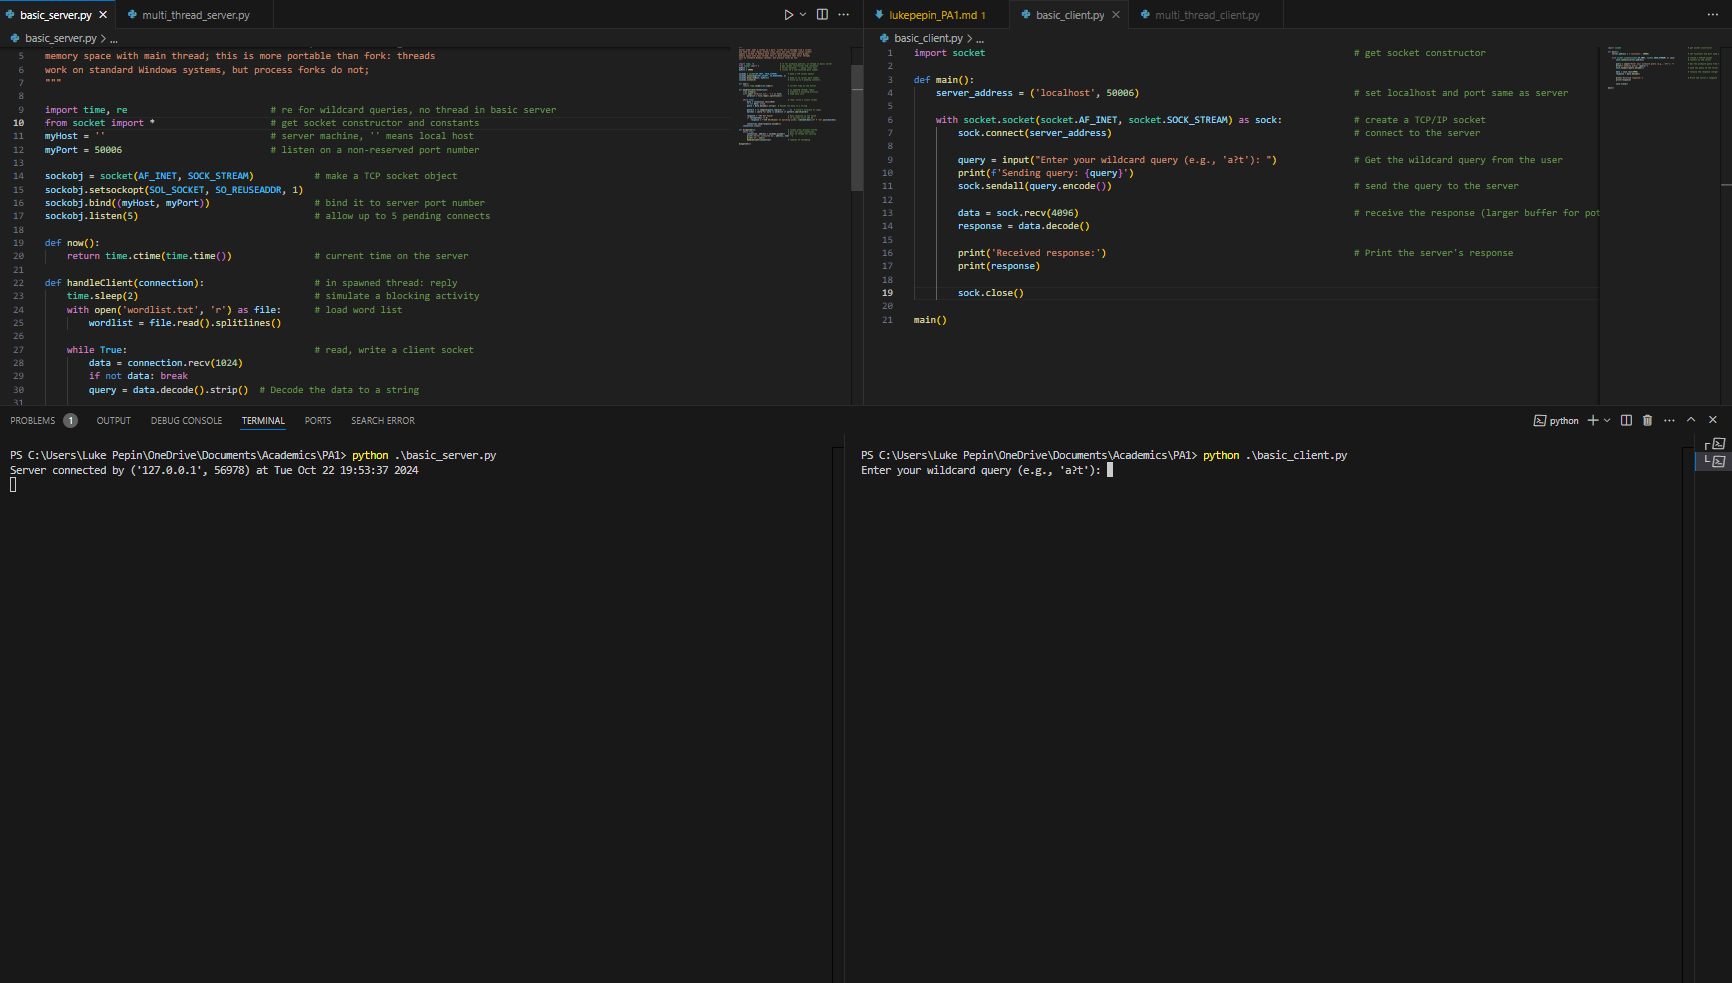 basic_server.py
multi_thread_server.py
basic_server.py > ...
5 memory space with main thread; this is more portable than fork: threads
6 work on standard Windows systems, but process forks do not;
7 """
8
9 import time, re # re for wildcard queries, no thread in basic server
10 from socket import * # get socket constructor and constants
11 myHost = '' # server machine, '' means local host
12 myPort = 50006 # listen on a non-reserved port number
13
14 sockobj = socket(AF_INET, SOCK_STREAM) # make a TCP socket object
15 sockobj.setsockopt(SOL_SOCKET, SO_REUSEADDR, 1)
16 sockobj.bind((myHost, myPort)) # bind it to server port number
17 sockobj.listen(5) # allow up to 5 pending connects
18
19 def now():
20 return time.ctime(time.time()) # current time on the server
21
22 def handleClient(connection): # in spawned thread: reply
23 time.sleep(2) # simulate a blocking activity
24 with open('wordlist.txt', 'r') as file: # load word list
25 wordlist = file.read().splitlines()
26
27 while True: # read, write a client socket
28 data = connection.recv(1024)
29 if not data: break
30 query = data.decode().strip() # Decode the data to a string
31
lukepepin_PA1.md 1
basic_client.py
multi_thread_client.py
basic_client.py > ...
1 import socket # get socket constructor
2
3 def main():
4 server_address = ('localhost', 50006) # set localhost and port same as server
5
6 with socket.socket(socket.AF_INET, socket.SOCK_STREAM) as sock: # create a TCP/IP socket
7 sock.connect(server_address) # connect to the server
8
9 query = input("Enter your wildcard query (e.g., 'a?t'): ") # Get the wildcard query from the user
10 print(f'Sending query: {query}')
11 sock.sendall(query.encode()) # send the query to the server
12
13 data = sock.recv(4096) # receive the response (larger buffer for pot
14 response = data.decode()
15
16 print('Received response:') # Print the server's response
17 print(response)
18
19 sock.close()
20
21 main()
PROBLEMS 1 OUTPUT DEBUG CONSOLE TERMINAL PORTS SEARCH ERROR
python
PS C:\Users\Luke Pepin\OneDrive\Documents\Academics\PA1> python .\basic_server.py
Server connected by ('127.0.0.1', 56978) at Tue Oct 22 19:53:37 2024
PS C:\Users\Luke Pepin\OneDrive\Documents\Academics\PA1> python .\basic_client.py
Enter your wildcard query (e.g., 'a?t'):